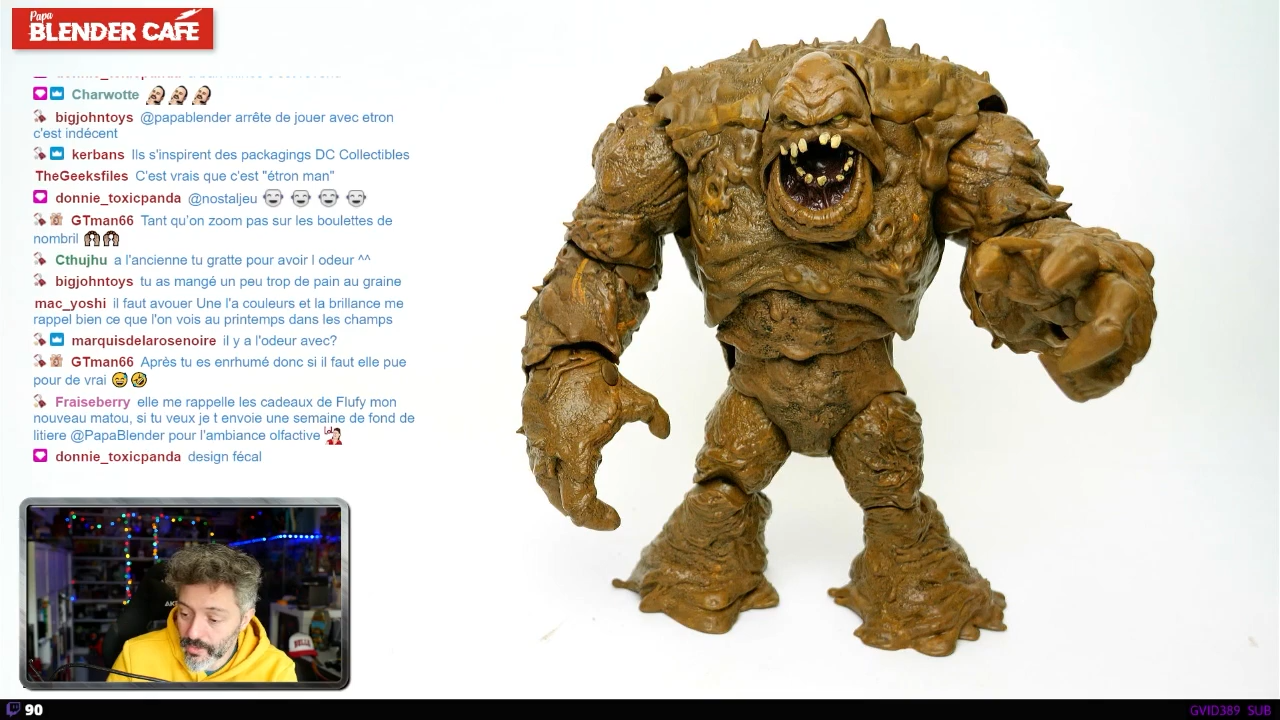 Papa
BLENDER CAFÉ
Charwotte
bigjohntoys @papablender arrête de jouer avec etron
c'est indécent
kerbans Ils s'inspirent des packagings DC Collectibles
TheGeeksfiles C'est vrais que c'est "étron man"
donnie_toxicpanda @nostaljeu
GTman66 Tant qu'on zoom pas sur les boulettes de
nombril
Cthujhu a l'ancienne tu gratte pour avoir l odeur ^^
bigjohntoys tu as mangé un peu trop de pain au graine
mac_yoshi il faut avouer Une l'a couleurs et la brillance me
rappel bien ce que l'on vois au printemps dans les champs
marquisdelarosenoire il y a l'odeur avec?
GTman66 Après tu es enrhumé donc si il faut elle pue
pour de vrai
Fraiseberry elle me rappelle les cadeaux de Flufy mon
nouveau matou, si tu veux je t envoie une semaine de fond de
litiere @PapaBlender pour l'ambiance olfactive
donnie_toxicpanda design fécal
90
GVID389 SUB